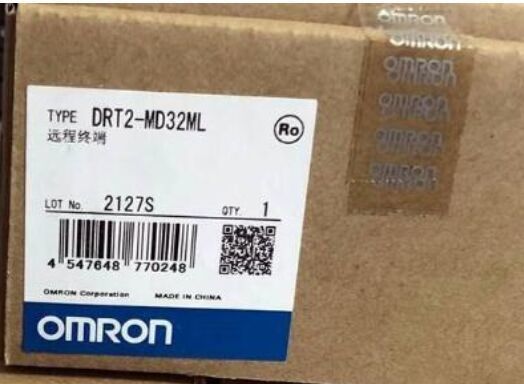 OMRON
OMRON
OMRON
OMRON
OMRON
OMRON
TYPE DRT2-MD32ML
远程终端
Ro
LOT No. 2127S
QTY. 1
4 547648 770248
OMRON Corporation MADE IN CHINA
OMRON